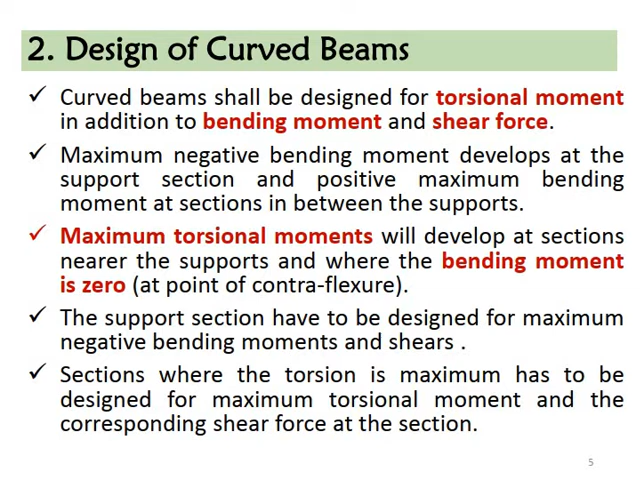 2. Design of Curved Beams
✓ Curved beams shall be designed for torsional moment
in addition to bending moment and shear force.
✓ Maximum negative bending moment develops at the
support section and positive maximum bending
moment at sections in between the supports.
✓ Maximum torsional moments will develop at sections
nearer the supports and where the bending moment
is zero (at point of contra-flexure).
✓ The support section have to be designed for maximum
negative bending moments and shears .
✓ Sections where the torsion is maximum has to be
designed for maximum torsional moment and the
corresponding shear force at the section.
5